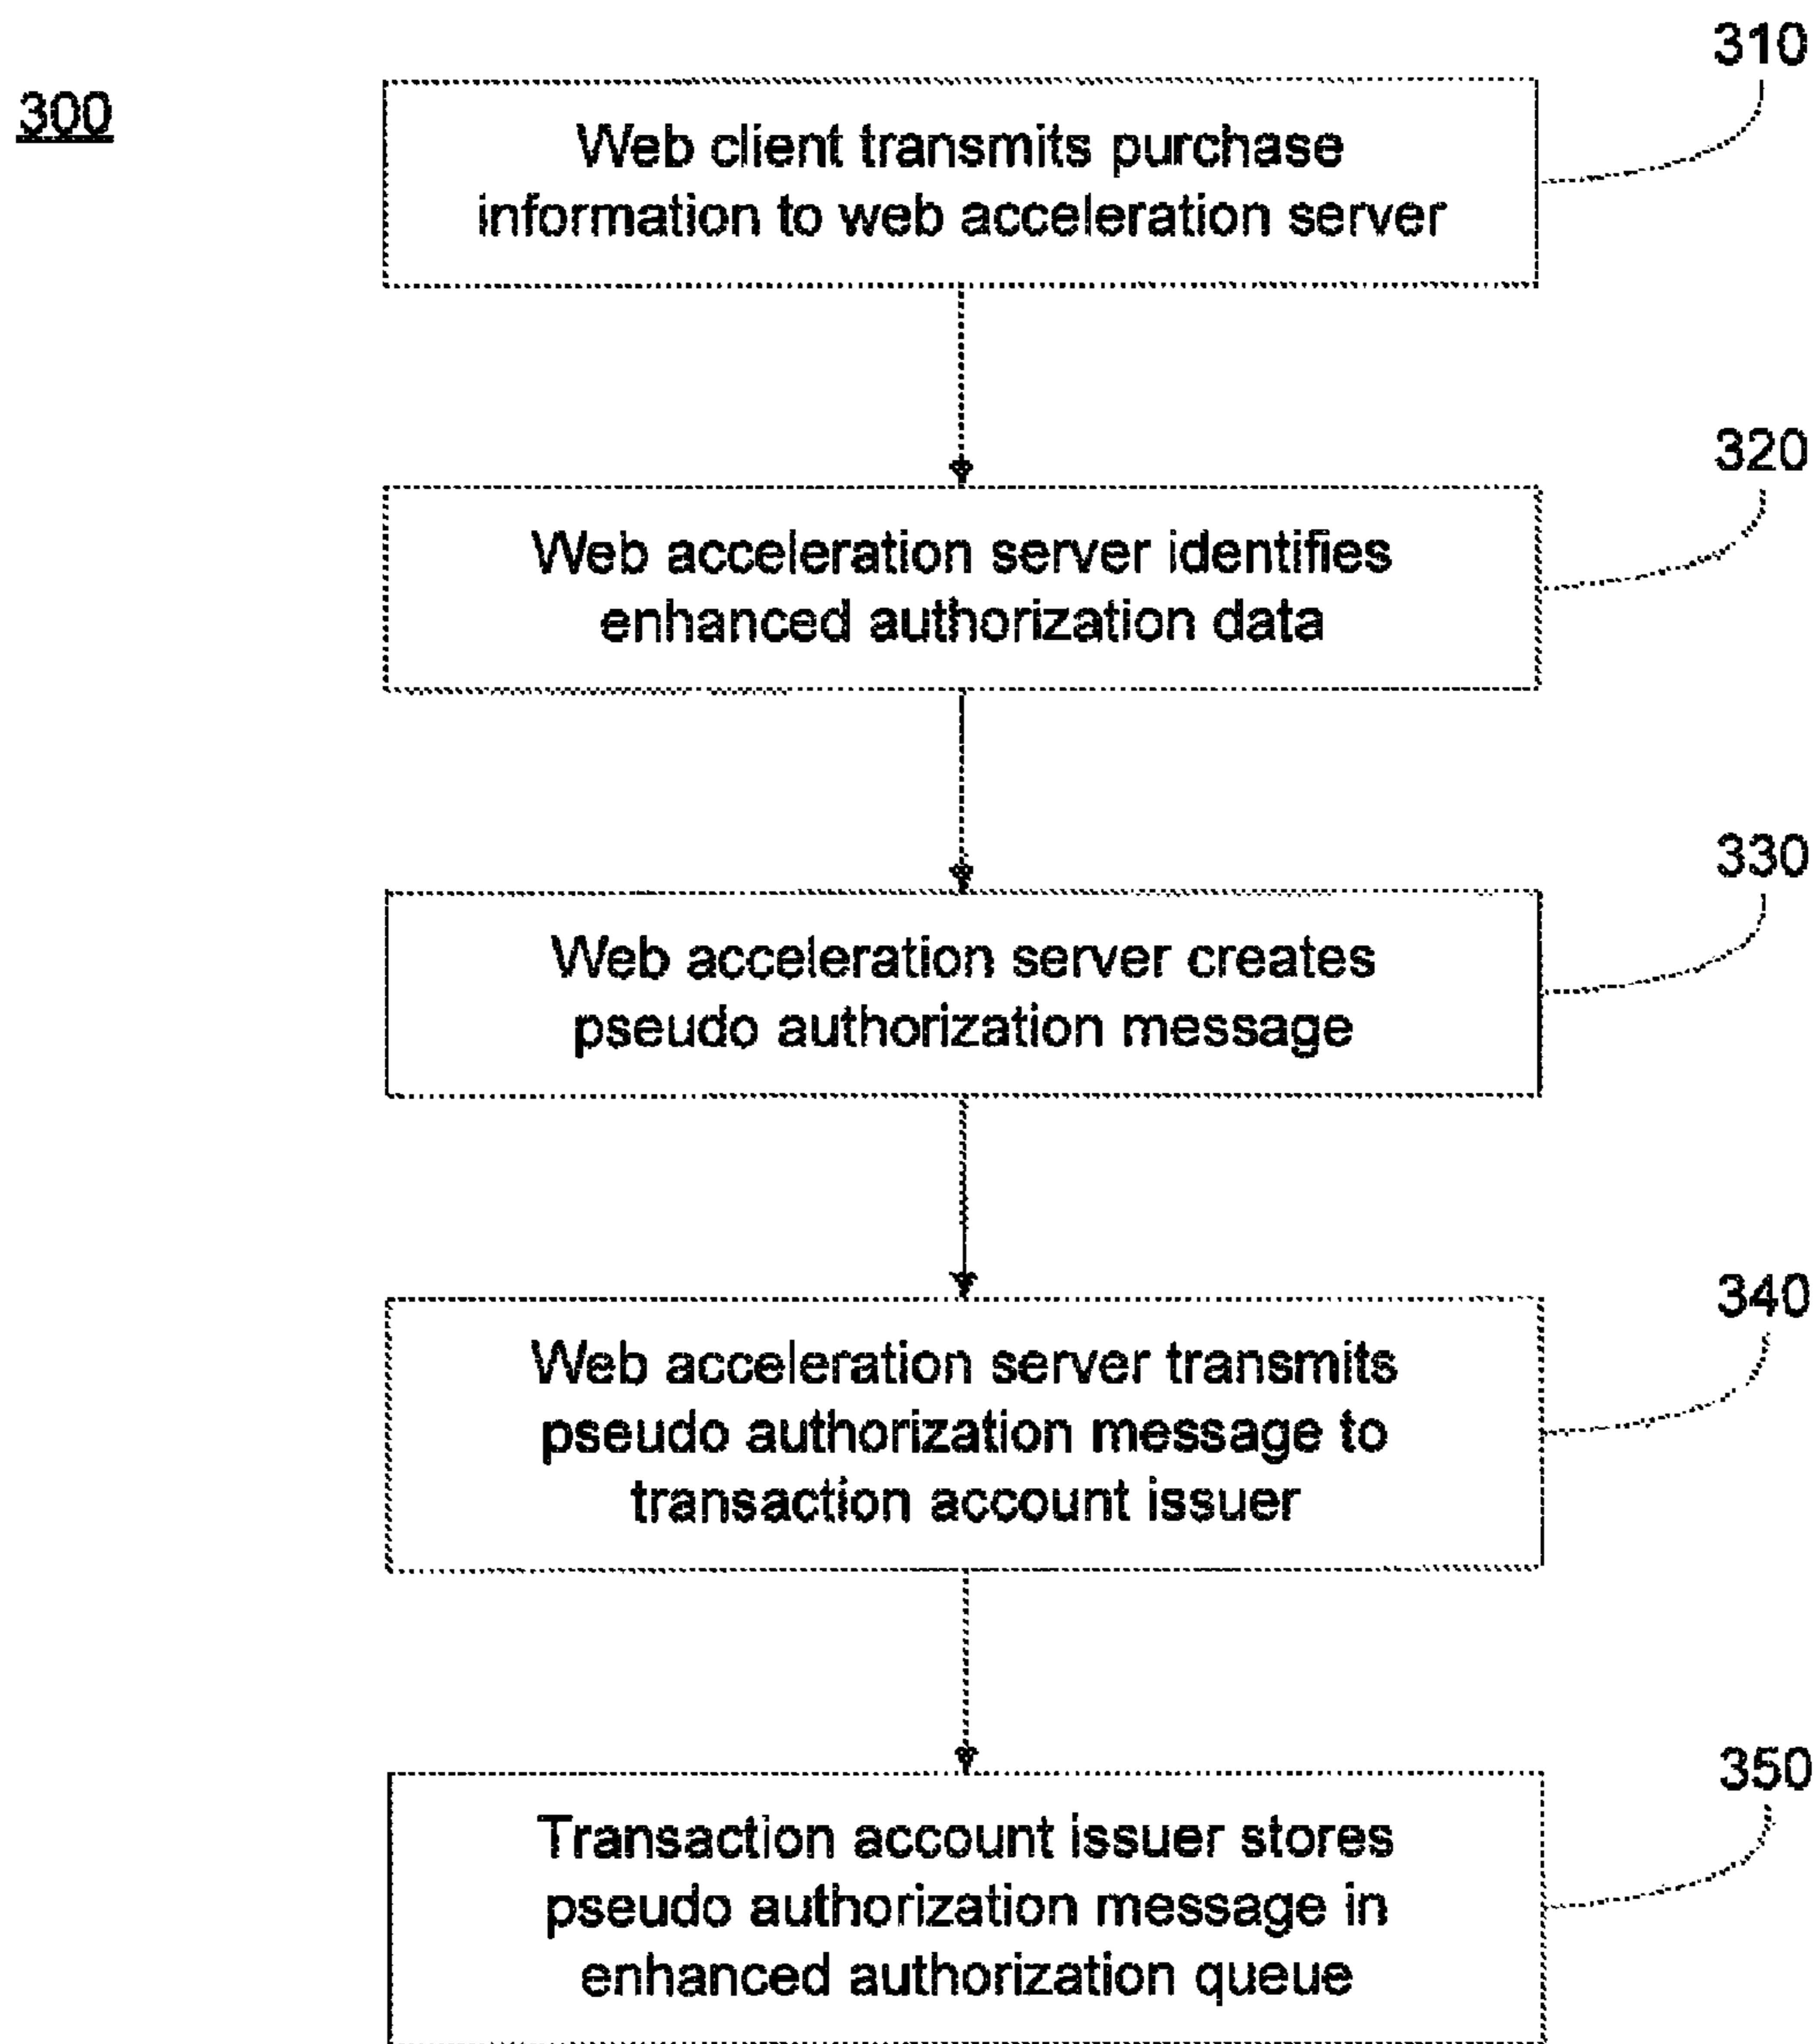 300
310
Web client transmits purchase
information to web acceleration server
320
Web acceleration server identifies
enhanced authorization data
330
Web acceleration server creates
pseudo authorization message
340
Web acceleration server transmits
pseudo authorization message to
transaction account issuer
350
Transaction account issuer stores
pseudo authorization message in
enhanced authorization queue